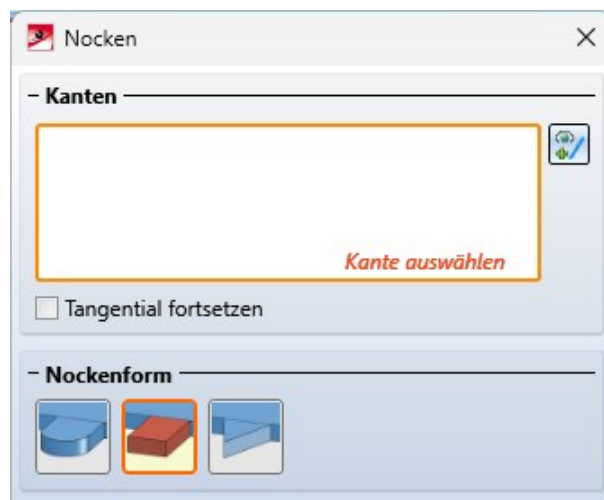 Nocken
Kanten
Kante auswählen
Tangential fortsetzen
Nockenform